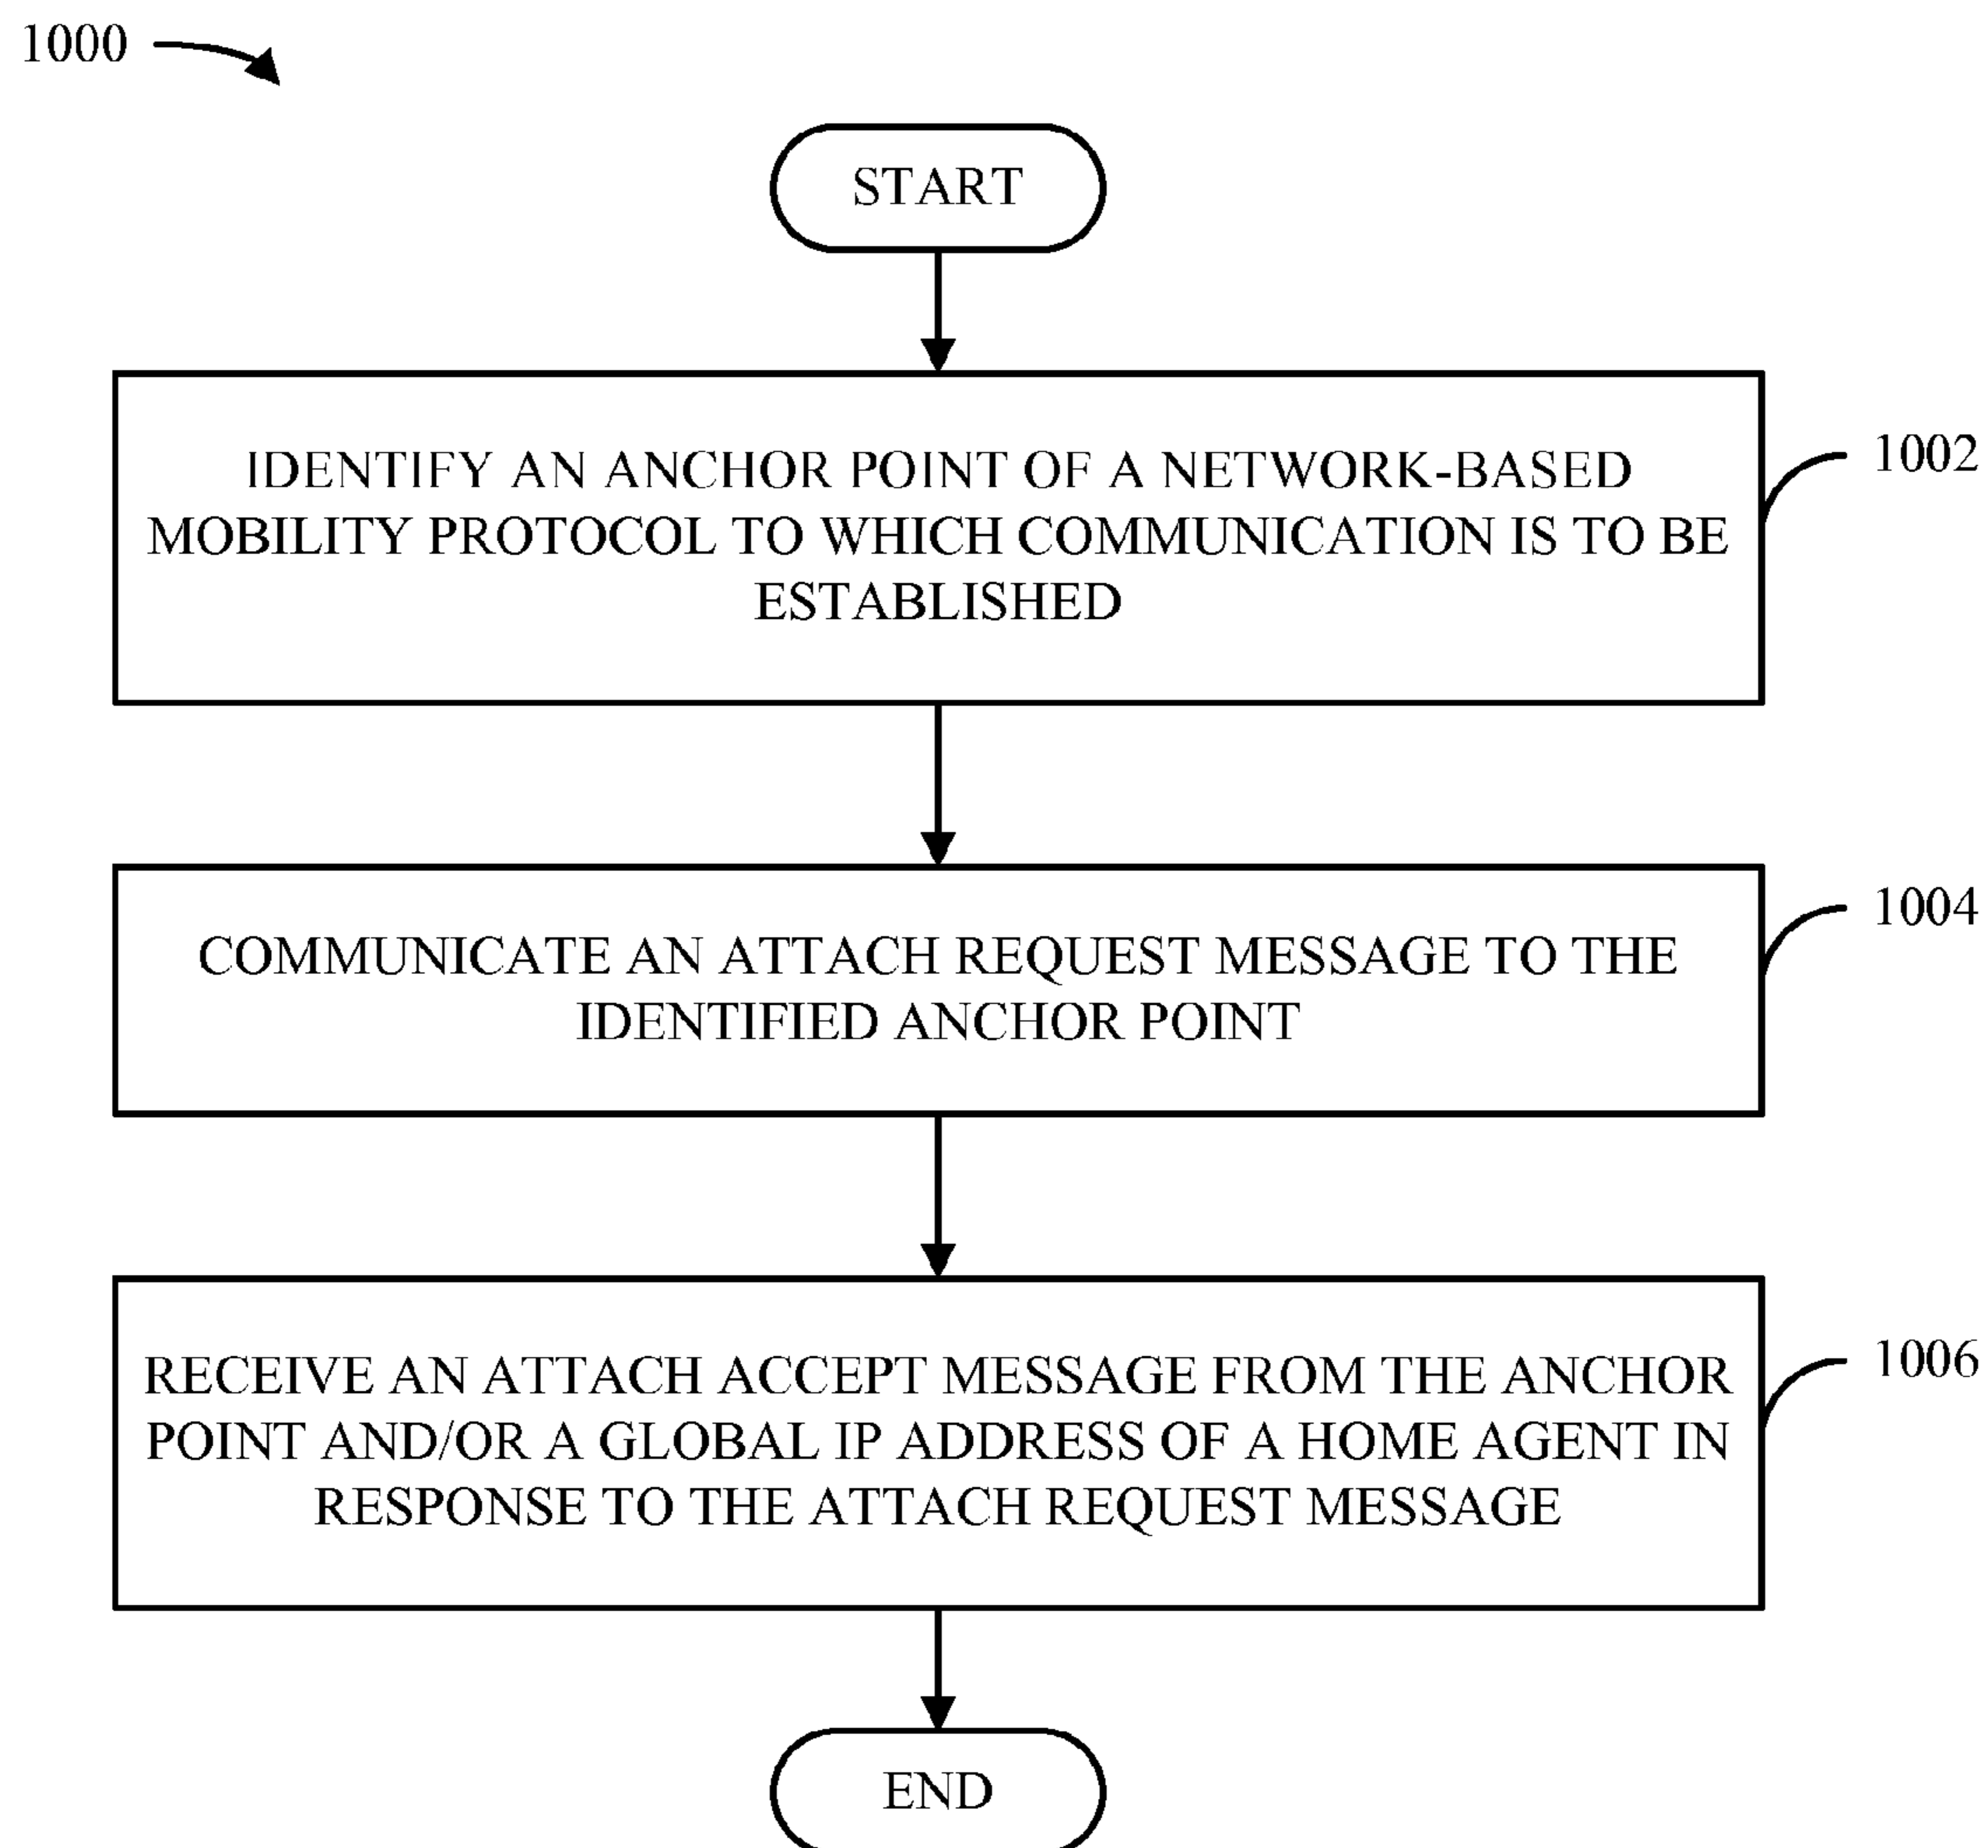 1000
START
IDENTIFY AN ANCHOR POINT OF A NETWORK-BASED
MOBILITY PROTOCOL TO WHICH COMMUNICATION IS TO BE
ESTABLISHED
1002
COMMUNICATE AN ATTACH REQUEST MESSAGE TO THE
IDENTIFIED ANCHOR POINT
1004
RECEIVE AN ATTACH ACCEPT MESSAGE FROM THE ANCHOR
POINT AND/OR A GLOBAL IP ADDRESS OF A HOME AGENT IN
RESPONSE TO THE ATTACH REQUEST MESSAGE
1006
END